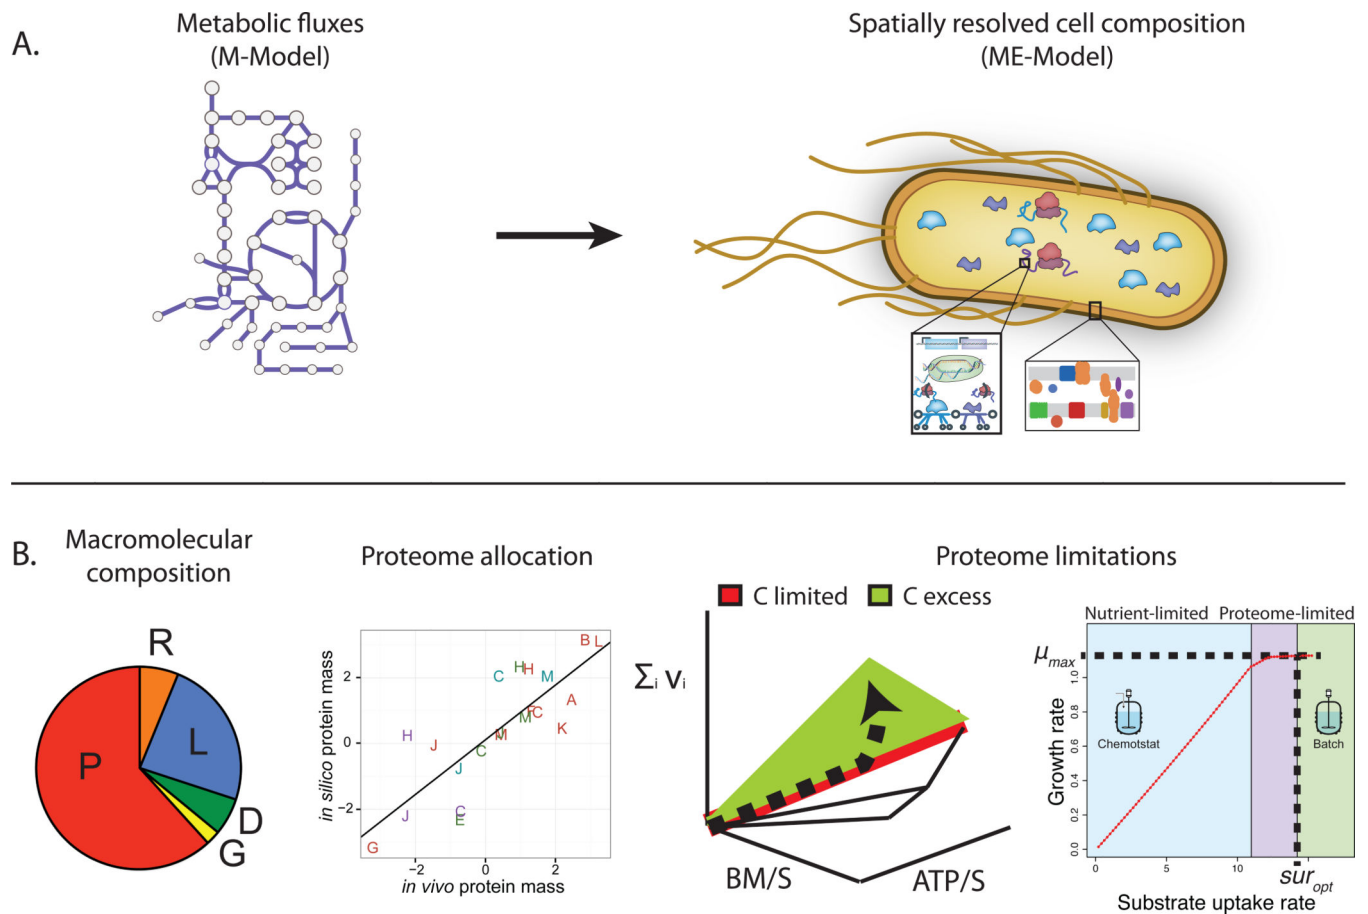 A.
Metabolic fluxes
(M-Model)
Spatially resolved cell composition
(ME-Model)
B.
Macromolecular
composition
R
L
P
D
G
Proteome allocation
in silico protein mass
2
0
−2
B L
H H
C
M
A
F C
M
K
H
M
J
C
J
H
J
C
E
G
−2 0 2
in vivo protein mass
Proteome limitations
C limited
C excess
Σi vi
BM/S
ATP/S
Nutrient-limited
Proteome-limited
μmax
Growth rate
1.0
0.8
0.6
0.4
0.2
0.0
Chemotstat
Batch
0 5 10
suropt
Substrate uptake rate